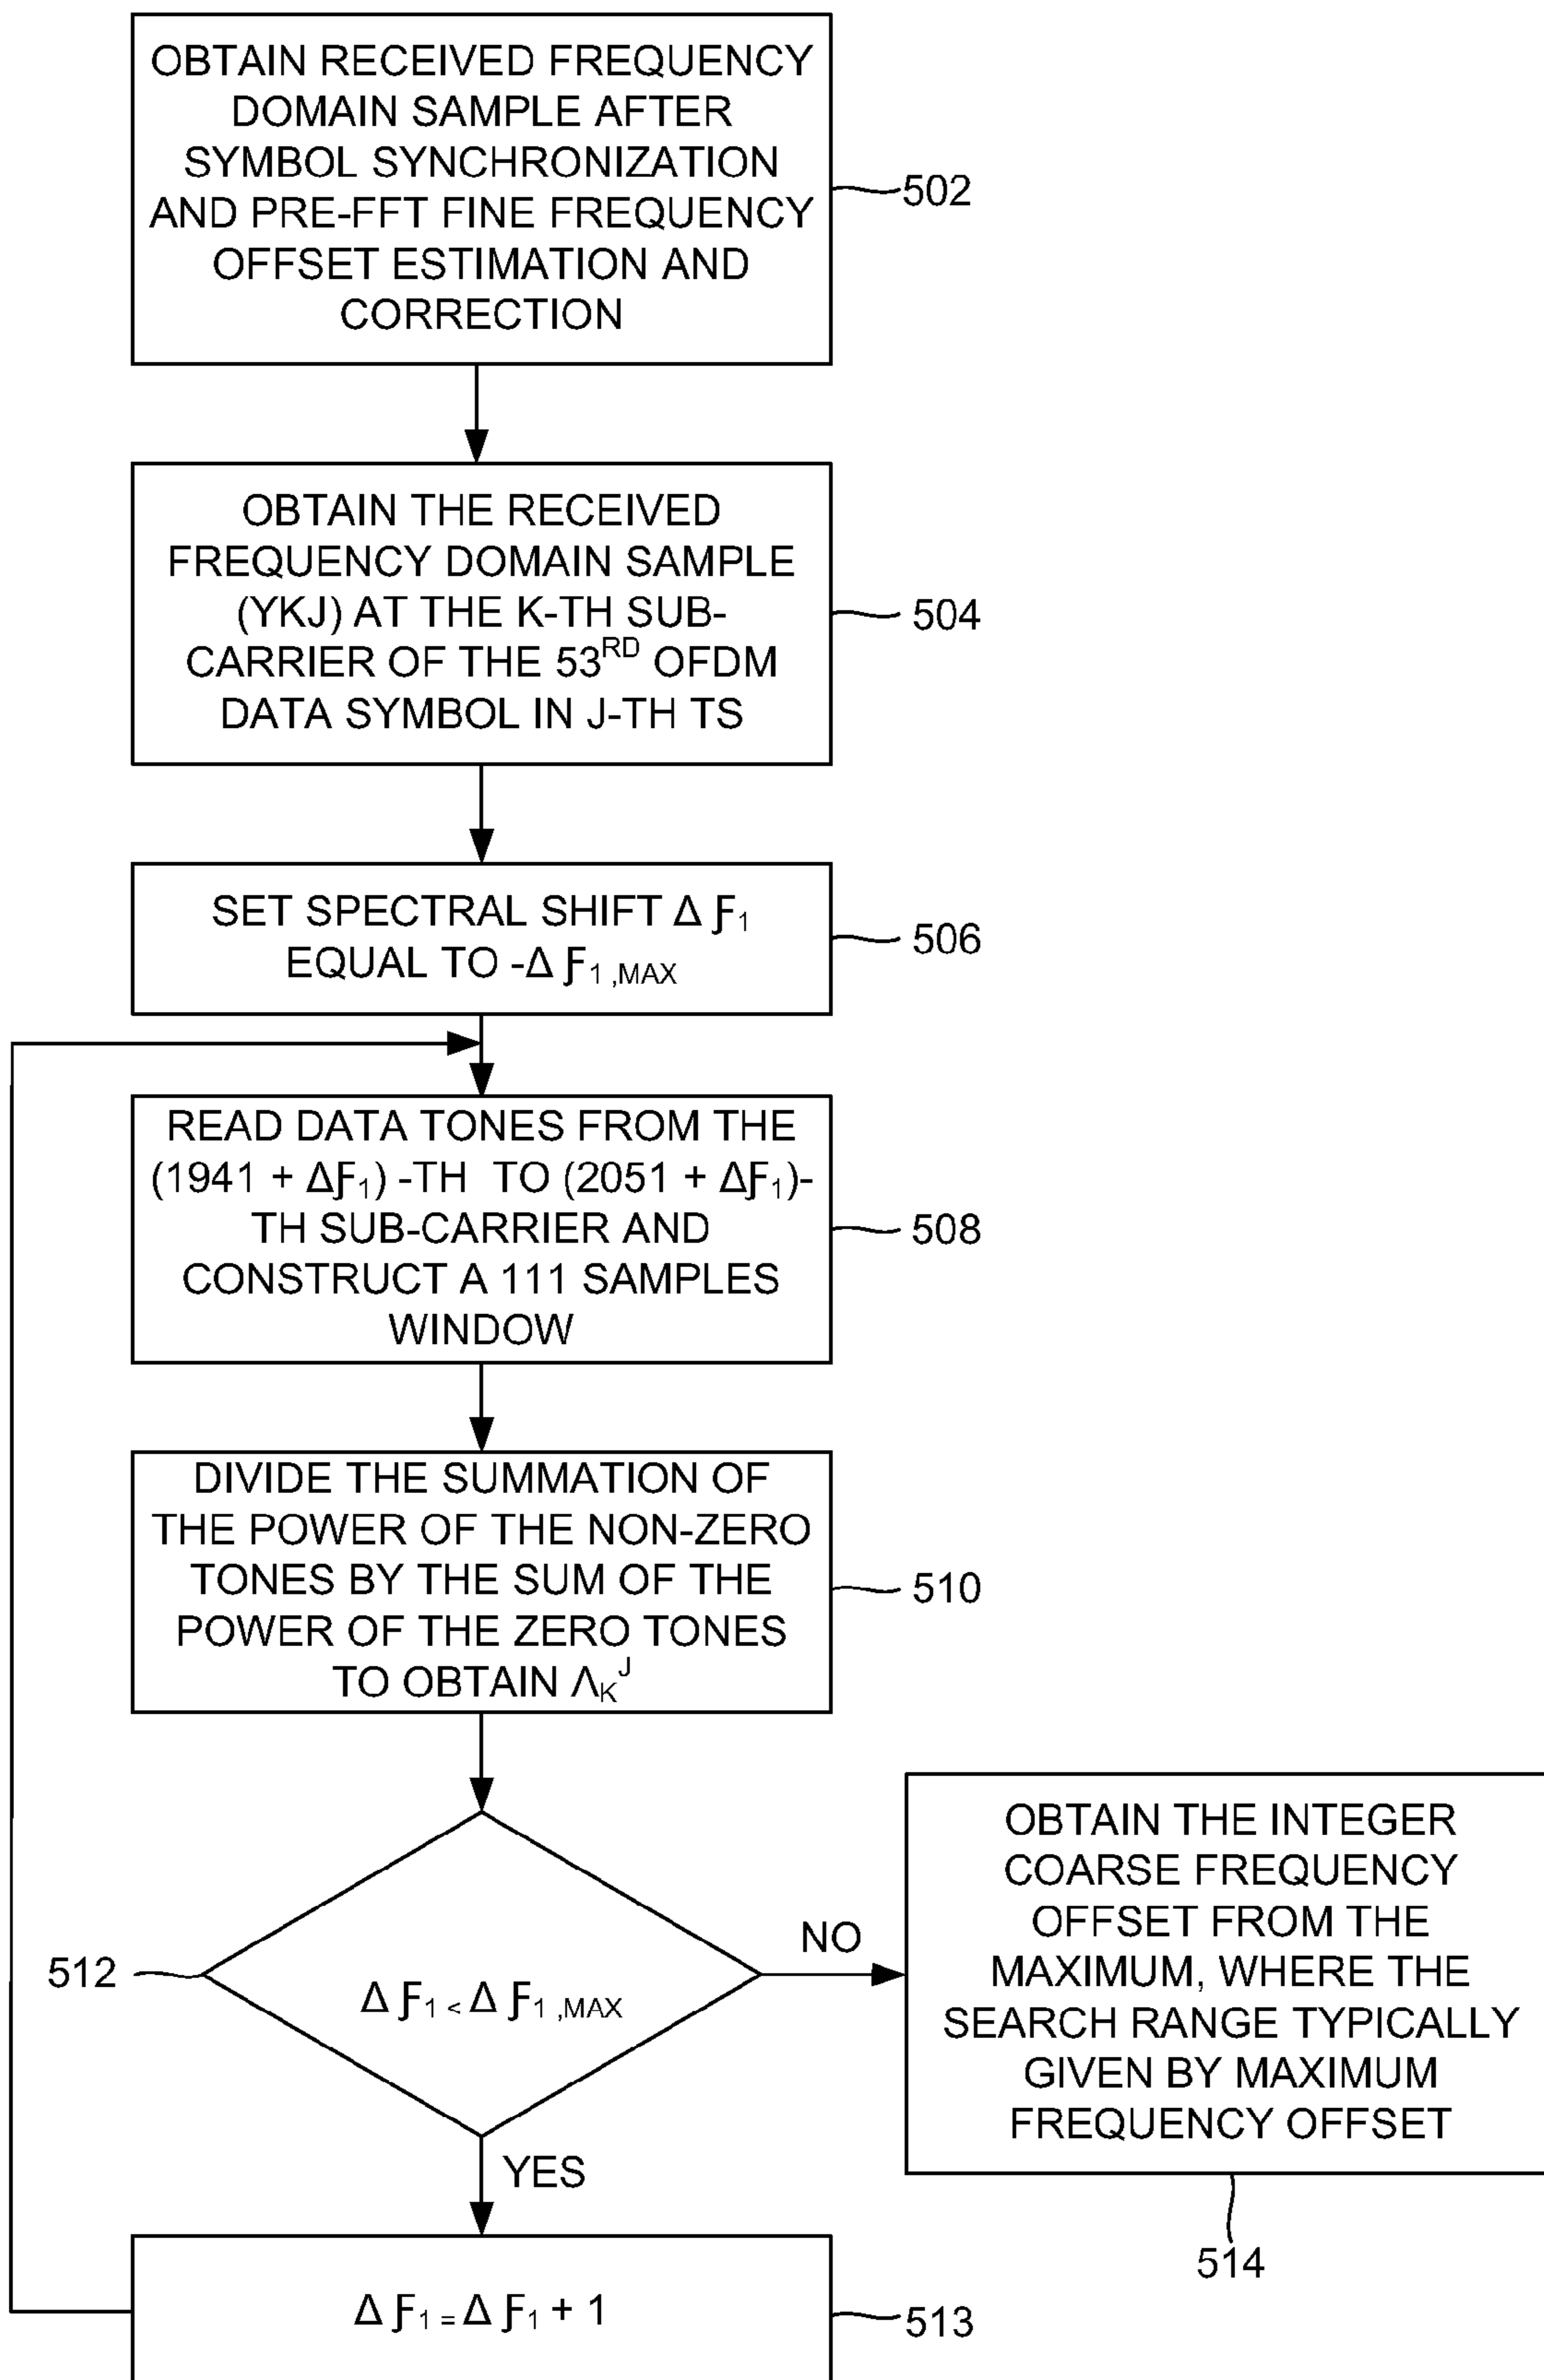 OBTAIN RECEIVED FREQUENCY
DOMAIN SAMPLE AFTER
SYMBOL SYNCHRONIZATION
AND PRE-FFT FINE FREQUENCY
OFFSET ESTIMATION AND
CORRECTION
502
OBTAIN THE RECEIVED
FREQUENCY DOMAIN SAMPLE
(YKJ) AT THE K-TH SUB-
CARRIER OF THE 53RD OFDM
DATA SYMBOL IN J-TH TS
504
SET SPECTRAL SHIFT Δ Ƒ1
EQUAL TO -Δ Ƒ1 ,MAX
506
READ DATA TONES FROM THE
(1941 + ΔƑ1) -TH TO (2051 + ΔƑ1)-
TH SUB-CARRIER AND
CONSTRUCT A 111 SAMPLES
WINDOW
508
DIVIDE THE SUMMATION OF
THE POWER OF THE NON-ZERO
TONES BY THE SUM OF THE
POWER OF THE ZERO TONES
TO OBTAIN ΛK J
510
512
Δ Ƒ1 < Δ Ƒ1 ,MAX
NO
YES
OBTAIN THE INTEGER
COARSE FREQUENCY
OFFSET FROM THE
MAXIMUM, WHERE THE
SEARCH RANGE TYPICALLY
GIVEN BY MAXIMUM
FREQUENCY OFFSET
514
Δ Ƒ1 = Δ Ƒ1 + 1
513